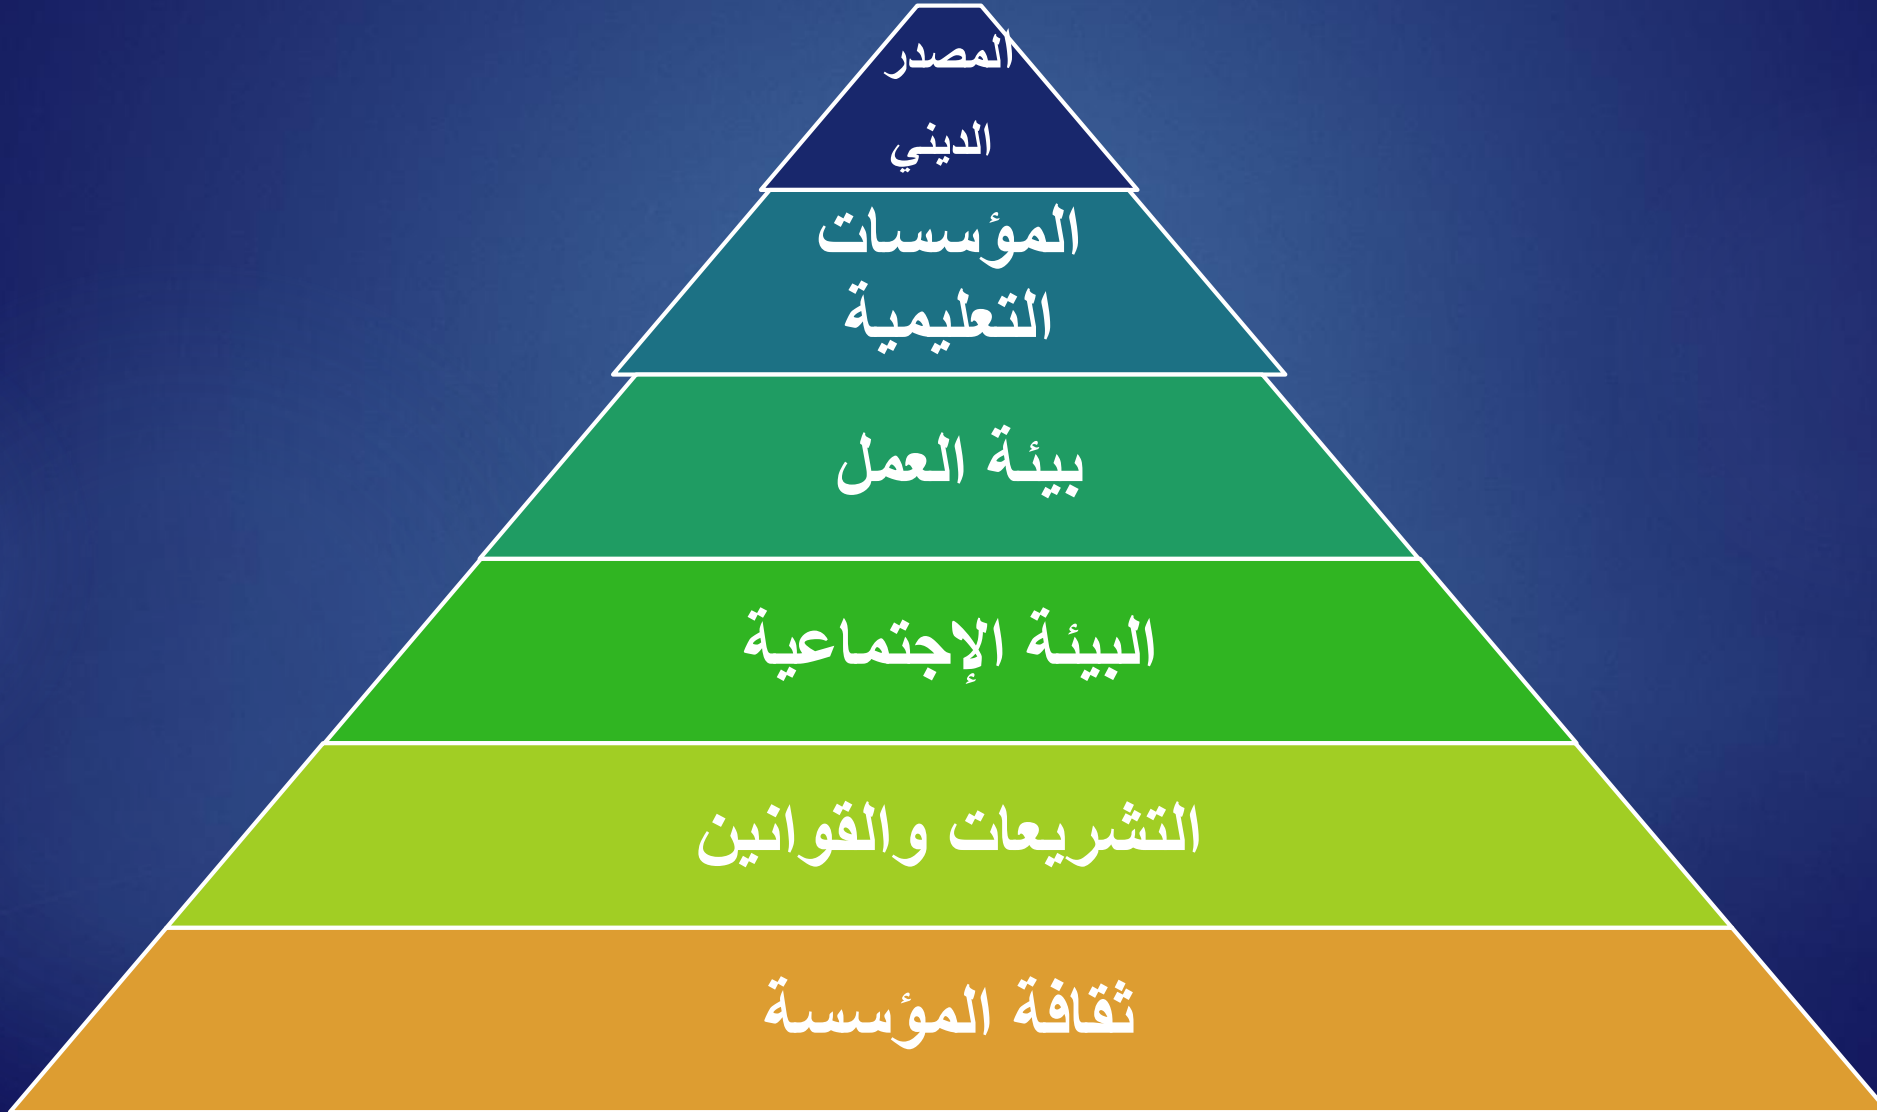 المصدر
الديني
المؤسسات
التعليمية
بيئة العمل
البيئة الإجتماعية
التشريعات والقوانين
ثقافة المؤسسة